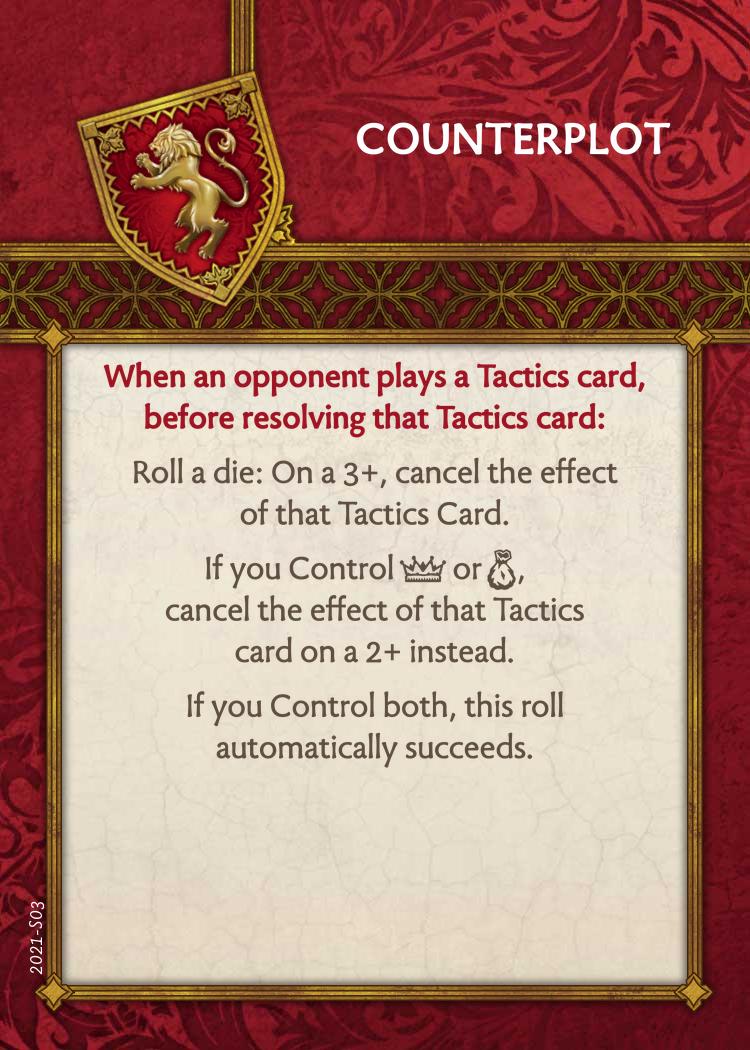 COUNTERPLOT
When an opponent plays a Tactics card,
before resolving that Tactics card:
Roll a die: On a 3+, cancel the effect
of that Tactics Card.
If you Control or ,
cancel the effect of that Tactics
card on a 2+ instead.
If you Control both, this roll
automatically succeeds.
2021-S03